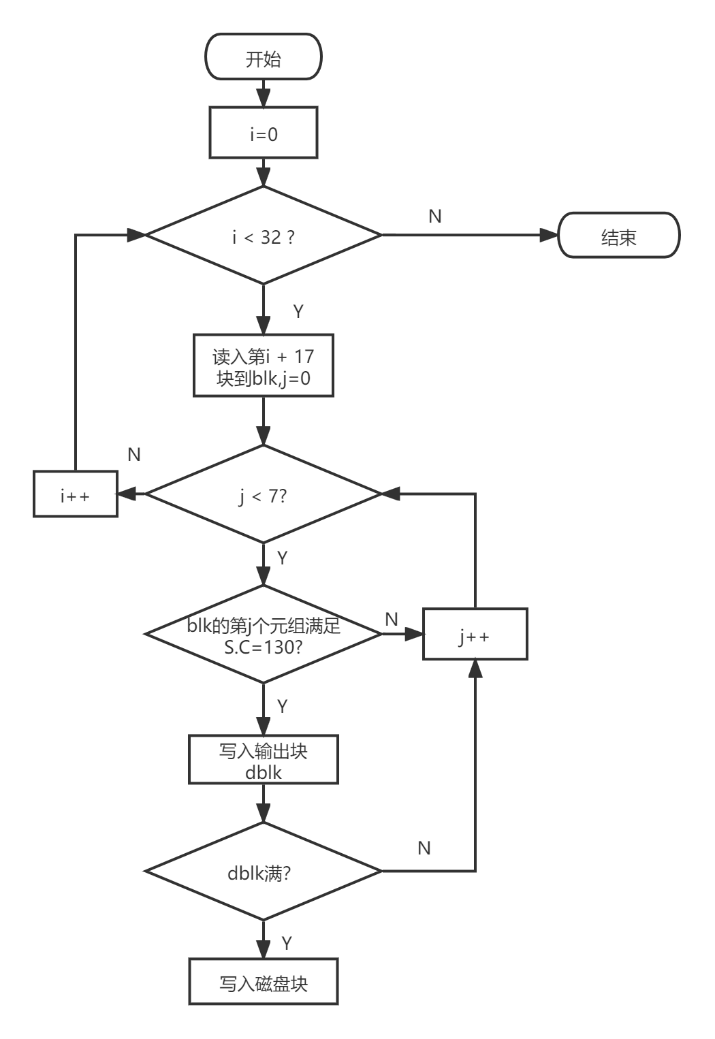 开始
i=0
i < 32 ?
N
结束
Y
读入第i + 17
块到blk,j=0
N
i++
j < 7?
Y
blk的第j个元组满足
S.C=130?
N
j++
Y
写入输出块
dblk
dblk满?
N
Y
写入磁盘块